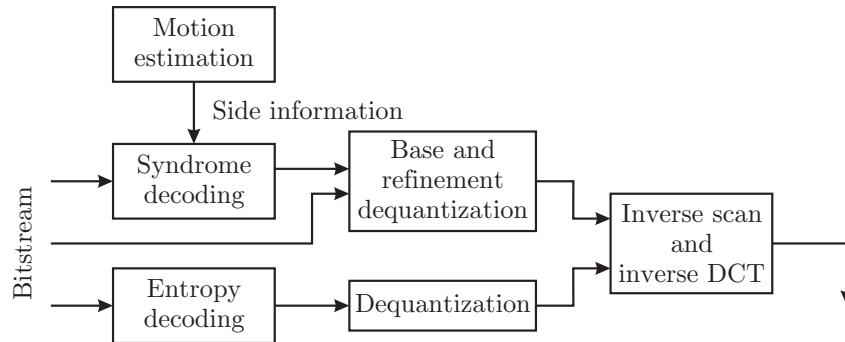 Motion
estimation
Side information
Syndrome
decoding
Base and
refinement
dequantization
Inverse scan
and
inverse DCT
Bitstream
Entropy
decoding
Dequantization